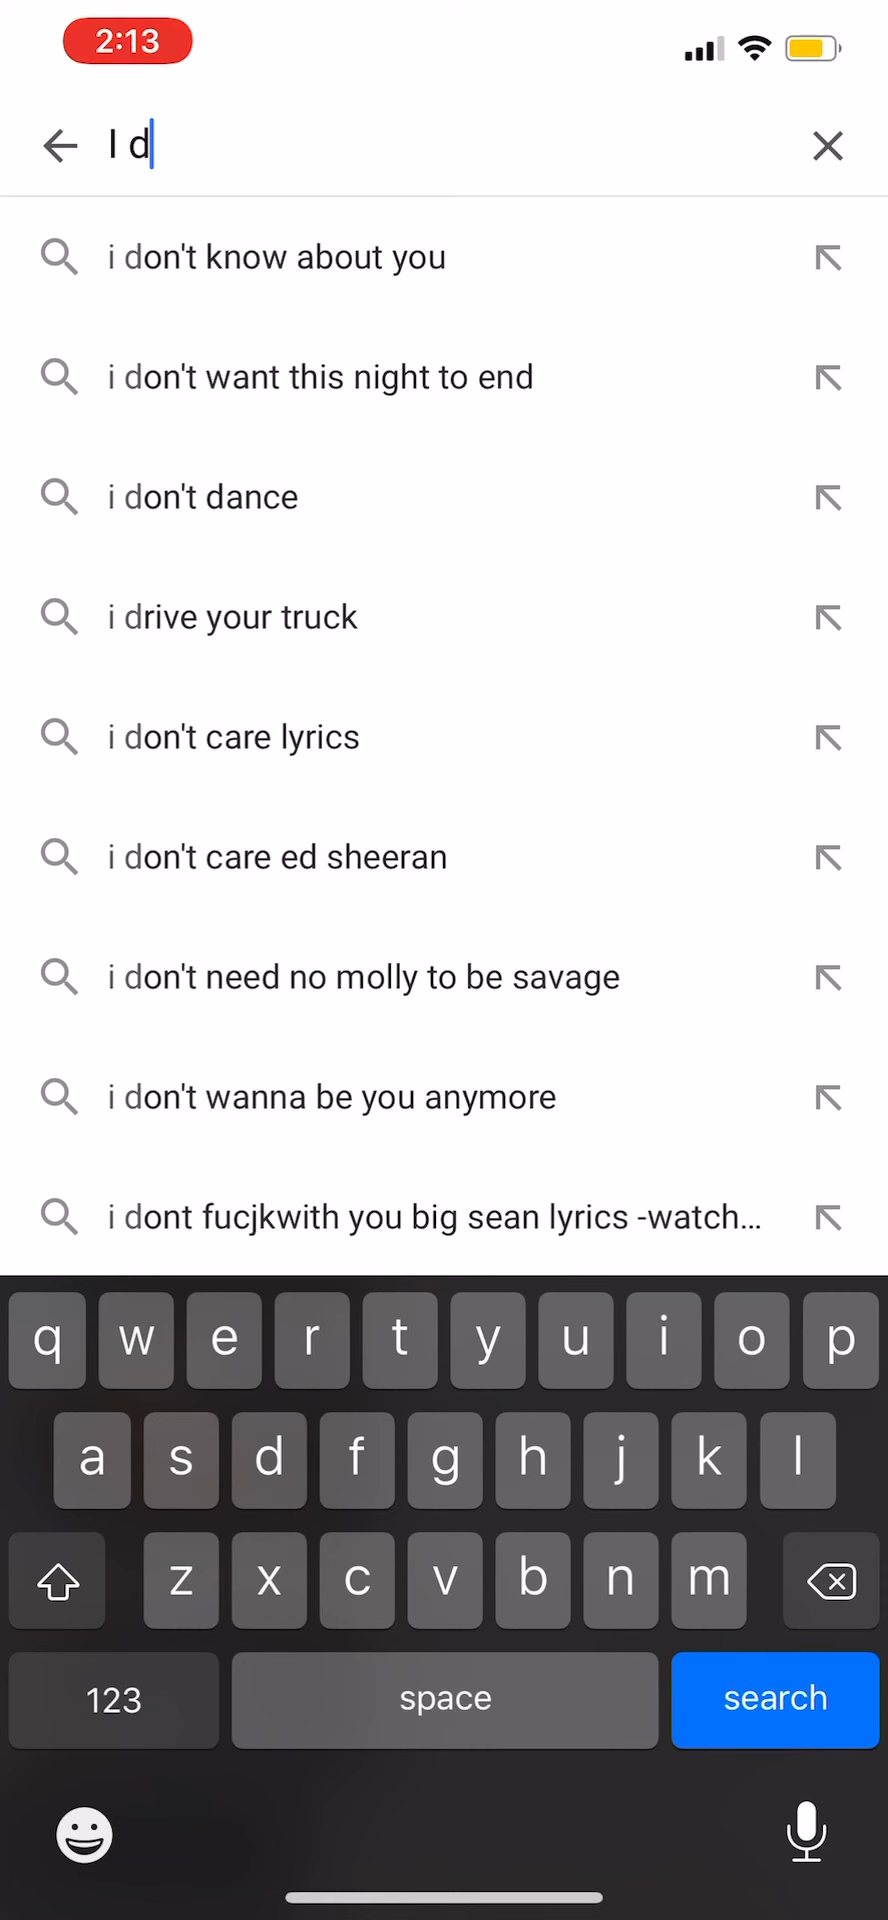 2:13
I d
i don't know about you
i don't want this night to end
i don't dance
i drive your truck
i don't care lyrics
i don't care ed sheeran
i don't need no molly to be savage
i don't wanna be you anymore
i dont fucjkwith you big sean lyrics -watch...
q w e r t y u i o p
a s d f g h j k l
z x c v b n m
123 space search